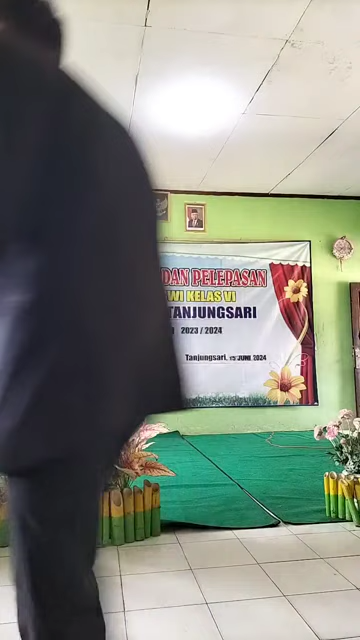 DAN PELEPASAN
WI KELAS VI
TANJUNGSARI
2023 / 2024
Tanjungsari, JUNI 2024